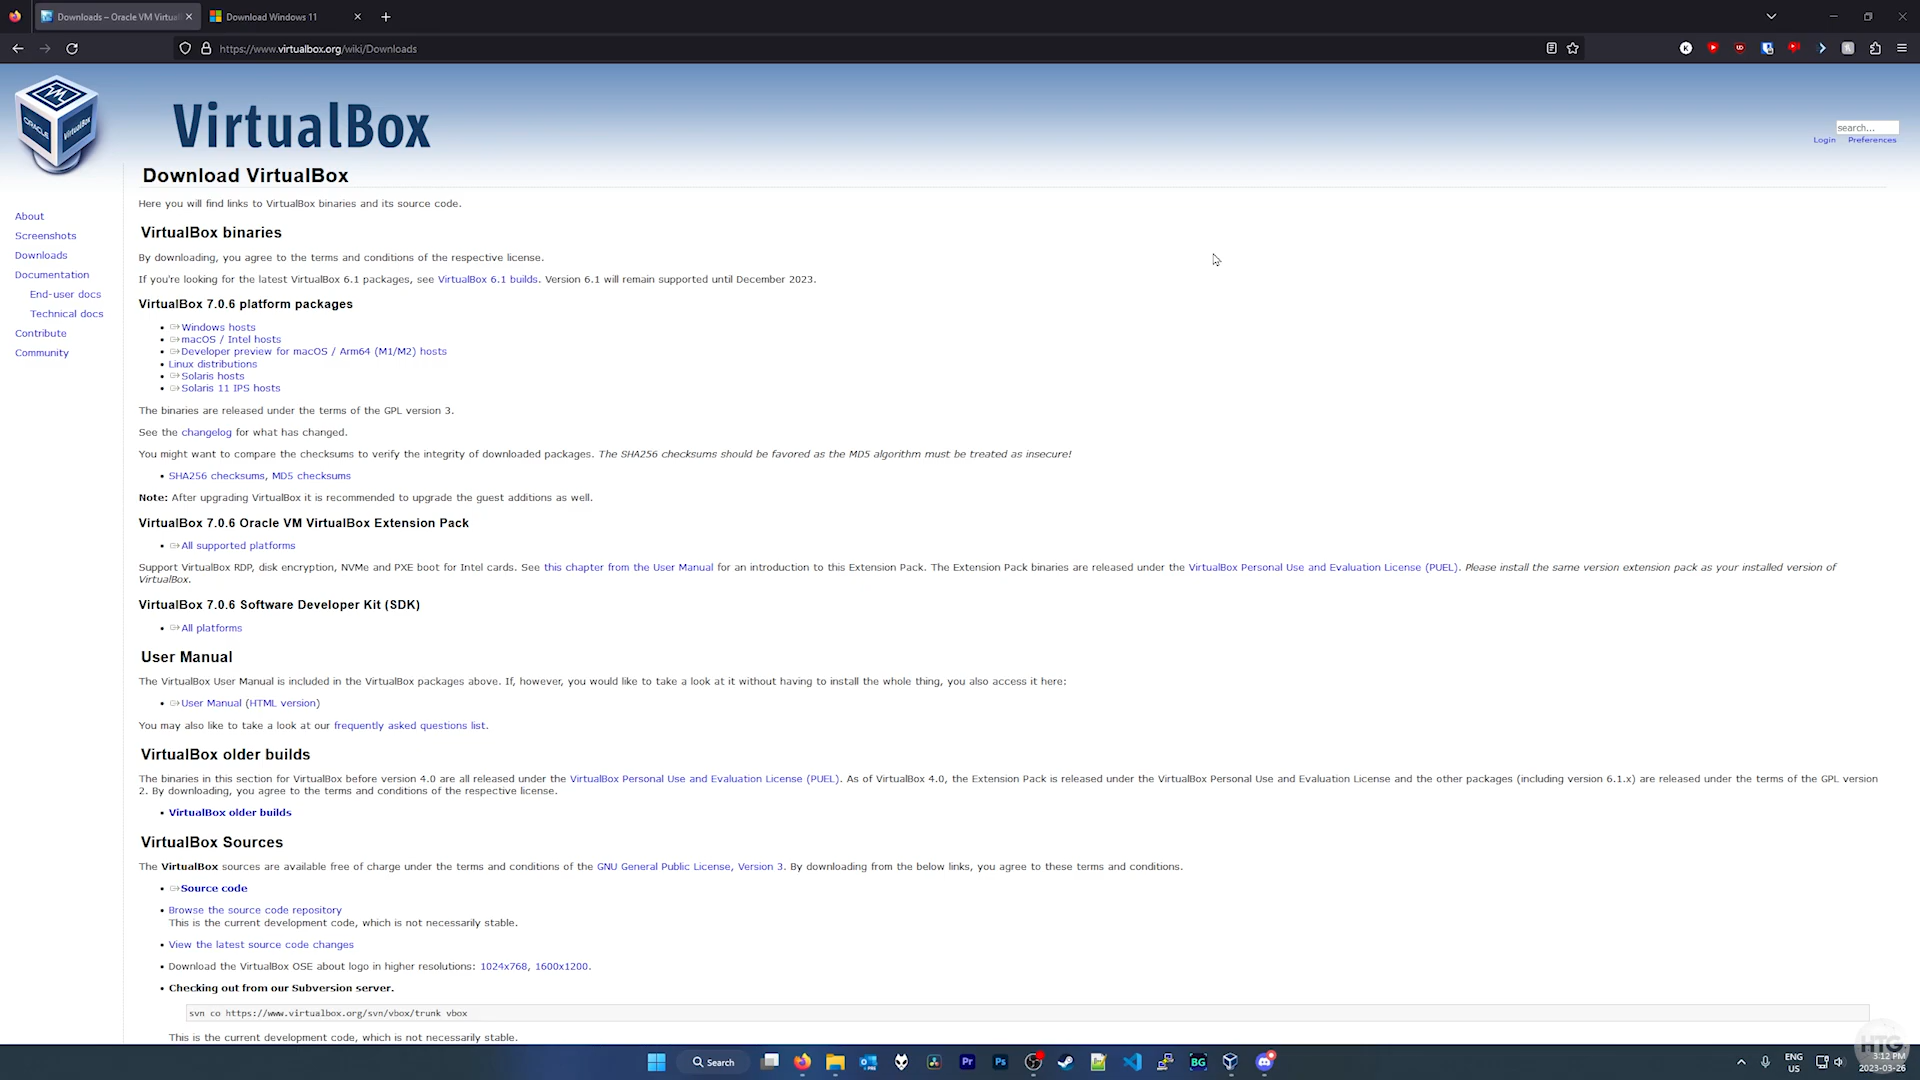 Downloads – Oracle VM Virtual
Download Windows 11
https://www.virtualbox.org/wiki/Downloads
VirtualBox
search...
Login Preferences
Download VirtualBox
Here you will find links to VirtualBox binaries and its source code.
About
Screenshots
Downloads
Documentation
End-user docs
Technical docs
Contribute
Community
VirtualBox binaries
By downloading, you agree to the terms and conditions of the respective license.
If you're looking for the latest VirtualBox 6.1 packages, see VirtualBox 6.1 builds. Version 6.1 will remain supported until December 2023.
VirtualBox 7.0.6 platform packages
Windows hosts
macOS / Intel hosts
Developer preview for macOS / Arm64 (M1/M2) hosts
Linux distributions
Solaris hosts
Solaris 11 IPS hosts
The binaries are released under the terms of the GPL version 3.
See the changelog for what has changed.
You might want to compare the checksums to verify the integrity of downloaded packages. The SHA256 checksums should be favored as the MD5 algorithm must be treated as insecure!
SHA256 checksums, MD5 checksums
Note: After upgrading VirtualBox it is recommended to upgrade the guest additions as well.
VirtualBox 7.0.6 Oracle VM VirtualBox Extension Pack
All supported platforms
Support VirtualBox RDP, disk encryption, NVMe and PXE boot for Intel cards. See this chapter from the User Manual for an introduction to this Extension Pack. The Extension Pack binaries are released under the VirtualBox Personal Use and Evaluation License (PUEL). Please install the same version extension pack as your installed version of
VirtualBox.
VirtualBox 7.0.6 Software Developer Kit (SDK)
All platforms
User Manual
The VirtualBox User Manual is included in the VirtualBox packages above. If, however, you would like to take a look at it without having to install the whole thing, you also access it here:
User Manual (HTML version)
You may also like to take a look at our frequently asked questions list.
VirtualBox older builds
The binaries in this section for VirtualBox before version 4.0 are all released under the VirtualBox Personal Use and Evaluation License (PUEL). As of VirtualBox 4.0, the Extension Pack is released under the VirtualBox Personal Use and Evaluation License and the other packages (including version 6.1.x) are released under the terms of the GPL version
2. By downloading, you agree to the terms and conditions of the respective license.
VirtualBox older builds
VirtualBox Sources
The VirtualBox sources are available free of charge under the terms and conditions of the GNU General Public License, Version 3. By downloading from the below links, you agree to these terms and conditions.
Source code
Browse the source code repository
This is the current development code, which is not necessarily stable.
View the latest source code changes
Download the VirtualBox OSE about logo in higher resolutions: 1024x768, 1600x1200.
Checking out from our Subversion server.
svn co https://www.virtualbox.org/svn/vbox/trunk vbox
This is the current development code, which is not necessarily stable.
HTG
Search
Pr
Ps
BG
ENG
US
3:12 PM
2023-03-26